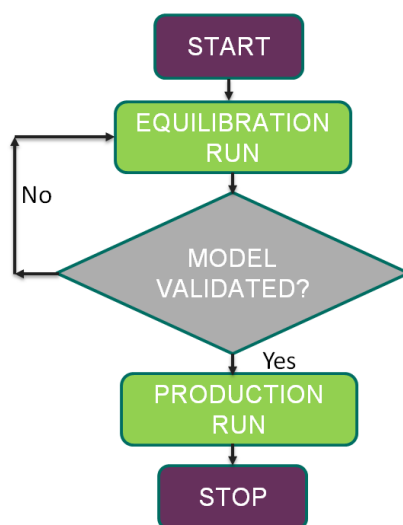 START
EQUILIBRATION
RUN
No
MODEL
VALIDATED?
Yes
PRODUCTION
RUN
STOP